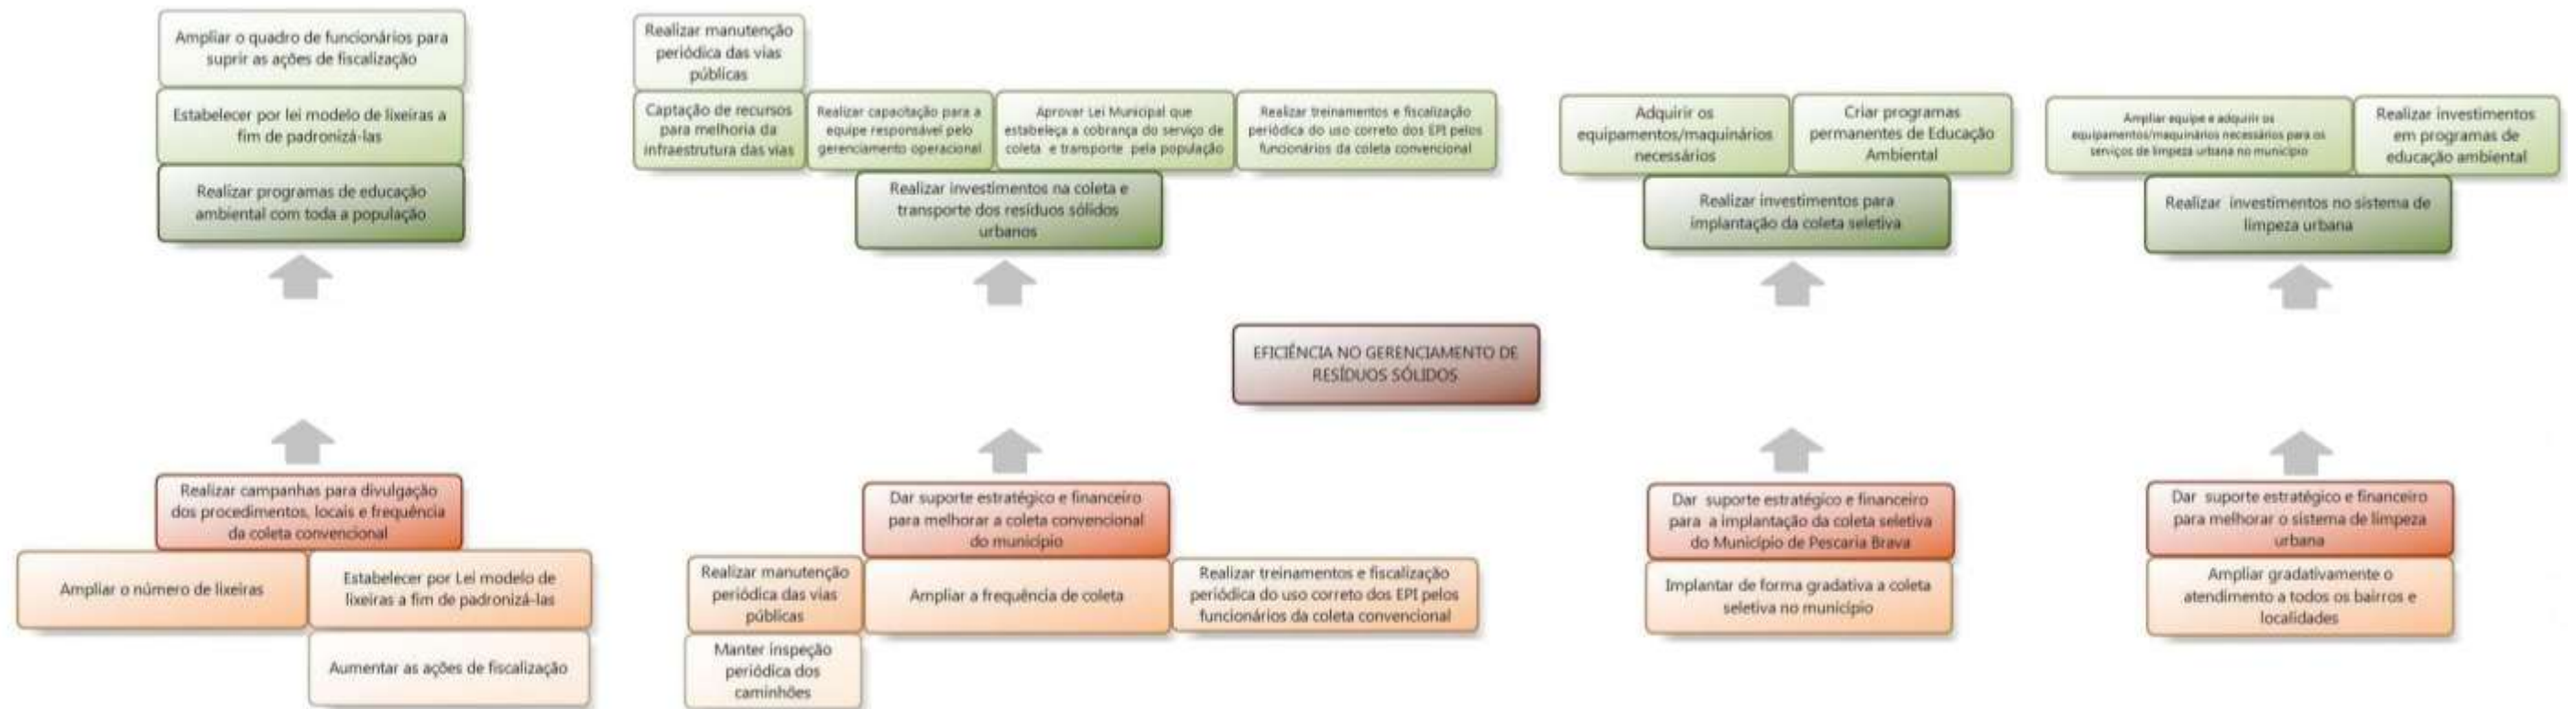 Ampliar o quadro de funcionários para
suprir as ações de fiscalização
Estabelecer por lei modelo de lixeiras a
fim de padronizá-las
Realizar programas de educação
ambiental com toda a população
Realizar manutenção
periódica das vias
públicas
Captação de recursos
para melhoria da
infraestrutura das vias
Realizar capacitação para a
equipe responsável pelo
gerenciamento operacional
Aprovar Lei Municipal que
estabeleça a cobrança do serviço de
coleta e transporte pela população
Realizar treinamentos e fiscalização
periódica do uso correto dos EPI pelos
funcionários da coleta convencional
Realizar investimentos na coleta e
transporte dos resíduos sólidos
urbanos
Adquirir os
equipamentos/maquinários
necessários
Criar programas
permanentes de Educação
Ambiental
Realizar investimentos para
implantação da coleta seletiva
Ampliar equipe e adquirir os
equipamentos/maquinários necessários para os
serviços de limpeza urbana no município
Realizar investimentos
em programas de
educação ambiental
Realizar investimentos no sistema de
limpeza urbana
EFICIÊNCIA NO GERENCIAMENTO DE
RESÍDUOS SÓLIDOS
Realizar campanhas para divulgação
dos procedimentos, locais e frequência
da coleta convencional
Ampliar o número de lixeiras
Estabelecer por Lei modelo de
lixeiras a fim de padronizá-las
Aumentar as ações de fiscalização
Dar suporte estratégico e financeiro
para melhorar a coleta convencional
do município
Realizar manutenção
periódica das vias
públicas
Ampliar a frequência de coleta
Realizar treinamentos e fiscalização
periódica do uso correto dos EPI pelos
funcionários da coleta convencional
Manter inspeção
periódica dos
caminhões
Dar suporte estratégico e financeiro
para a implantação da coleta seletiva
do Município de Pescaria Brava
Implantar de forma gradativa a coleta
seletiva no município
Dar suporte estratégico e financeiro
para melhorar o sistema de limpeza
urbana
Ampliar gradativamente o
atendimento a todos os bairros e
localidades